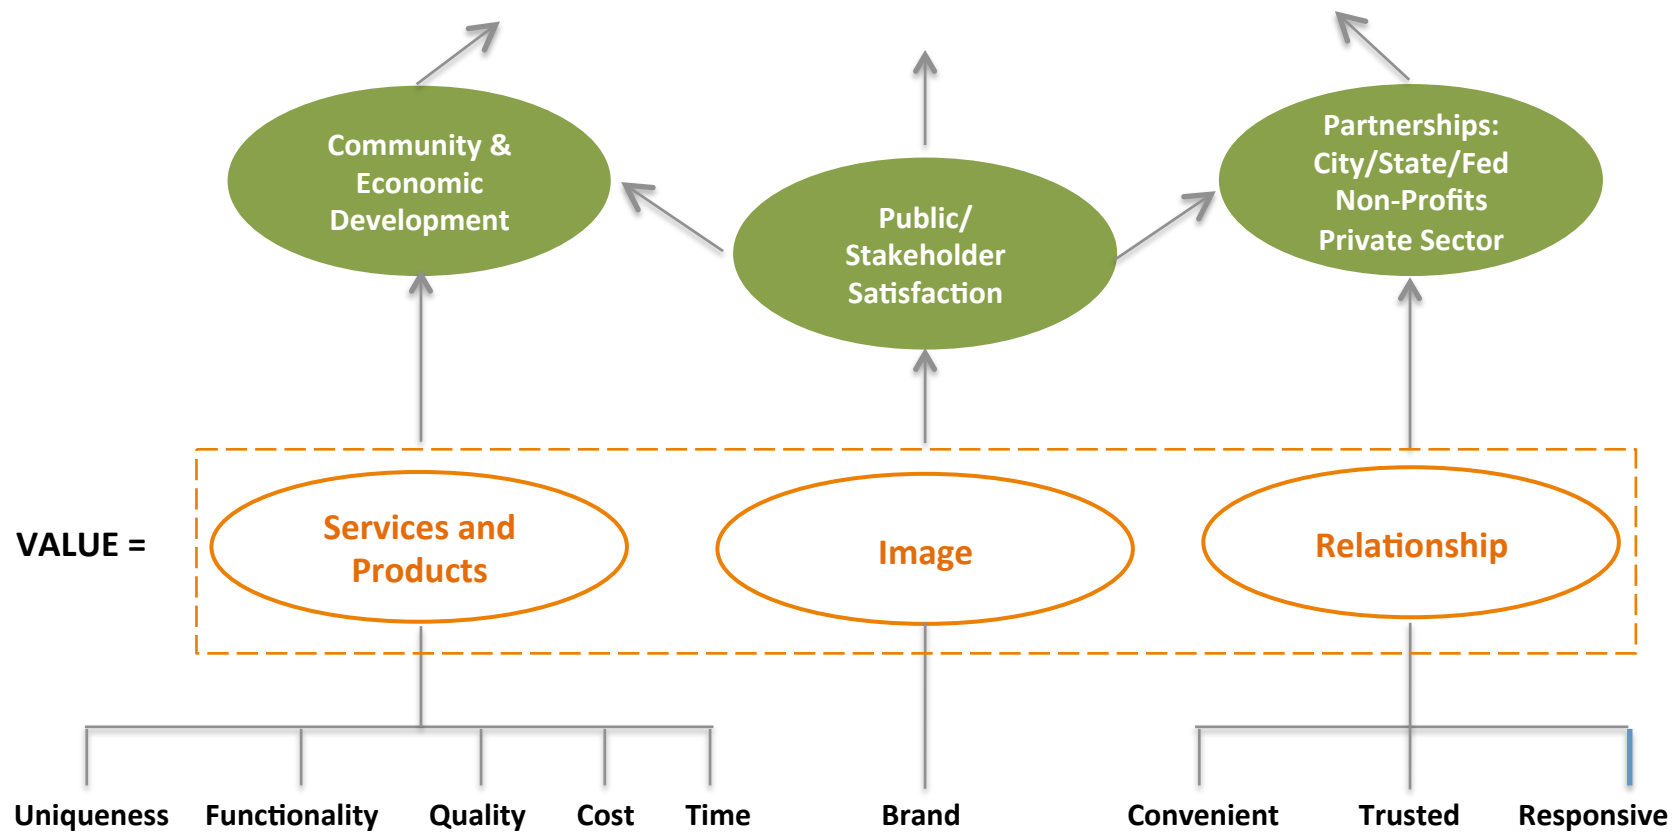 Community &
Economic
Development
Public/
Stakeholder
Satisfaction
Partnerships:
City/State/Fed
Non-Profits
Private Sector
VALUE =
Services and
Products
Image
Relationship
Uniqueness
Functionality
Quality
Cost
Time
Brand
Convenient
Trusted
Responsive